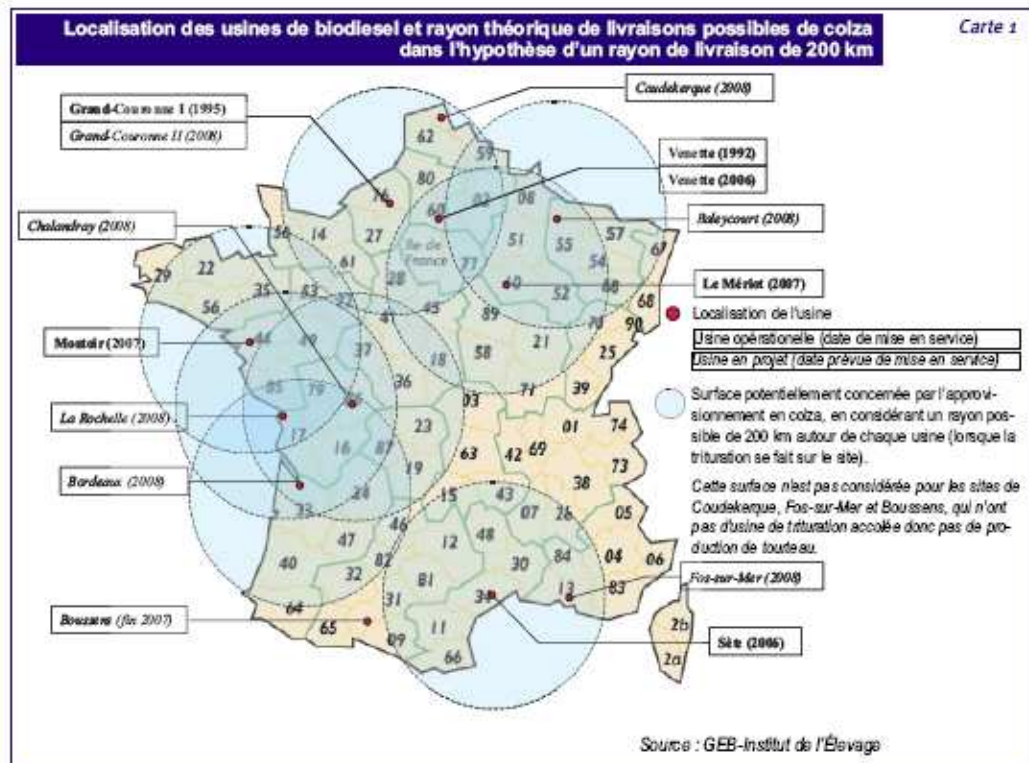 Localisation des usines de biodiesel et rayon théorique de livraisons possibles de colza
dans l'hypothèse d'un rayon de livraison de 200 km
Carte 1
Grand-Couronne I (1995)
Grand-Couronne II (2008)
Coudekerque (2008)
Venette (1992)
Venette (2006)
Chalandray (2008)
Baleycourt (2008)
Le Mériot (2007)
Montoir (2007)
La Rochelle (2008)
Bordeaux (2008)
Boussens (fin 2007)
Fos-sur-Mer (2008)
Sète (2006)
Localisation de l'usine
Usine opérationelle (date de mise en service)
Usine en projet (date prévue de mise en service)
Surface potentiellement concernée par l'approvi-
sionnement en colza, en considérant un rayon pos-
sible de 200 km autour de chaque usine (lorsque la
trituration se fait sur le site).
Cette surface n'est pas considérée pour les sites de
Coudekerque, Fos-sur-Mer et Boussens, qui n'ont
pas d'usine de trituration accolée donc pas de pro-
duction de tourteau.
62
59
80
76
60
02
08
50
14
27
Ile de
France
51
55
57
67
61
77
54
29
22
35
53
72
28
10
52
88
68
56
45
89
70
90
44
49
37
41
18
58
21
25
85
79
86
36
03
71
39
17
16
87
23
63
42
69
01
74
73
33
24
19
15
43
38
40
47
46
12
48
07
26
05
32
82
81
30
84
04
06
64
65
31
34
13
83
09
11
66
2b
2a
Source : GEB-Institut de l'Élevage